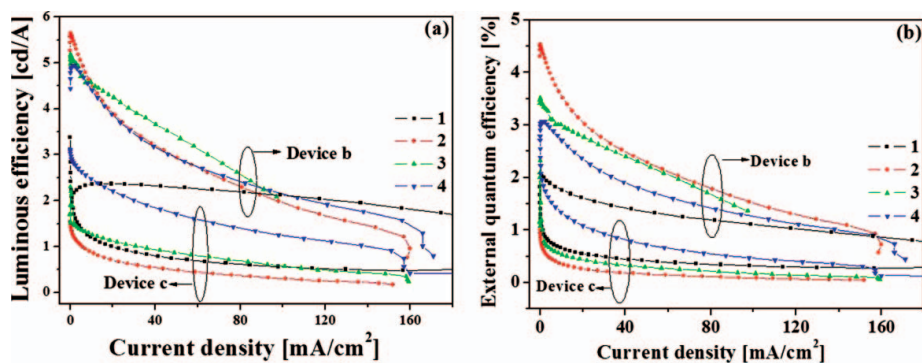 (a)
Luminous efficiency [cd/A]
6
5
4
3
2
1
0
1
2
3
4
Device b
Device c
0 40 80 120 160
Current density [mA/cm²]
(b)
External quantum efficiency [%]
5
4
3
2
1
0
1
2
3
4
Device b
Device c
0 40 80 120 160
Current density [mA/cm²]